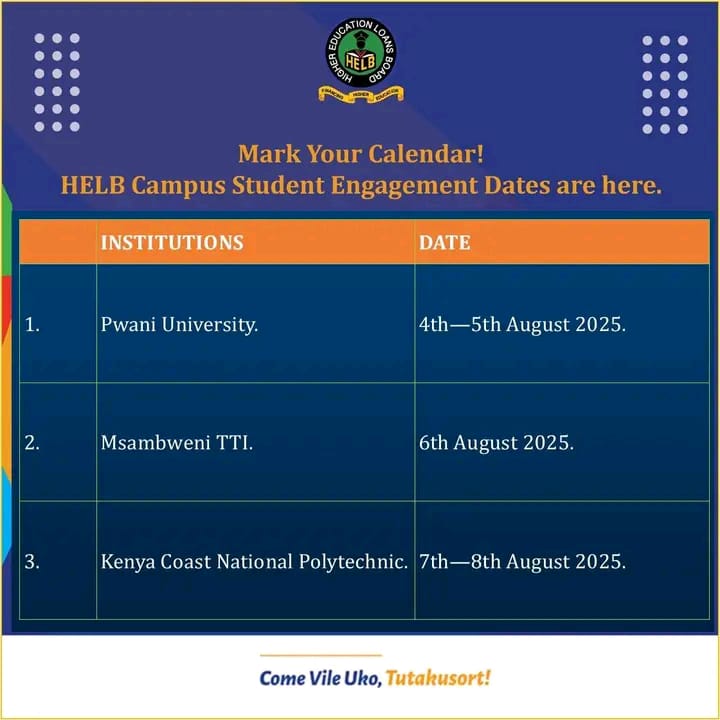 HIGHER EDUCATION LOANS BOARD
HELB
FINANCING HIGHER EDUCATION
Mark Your Calendar!
HELB Campus Student Engagement Dates are here.
INSTITUTIONS DATE
1. Pwani University. 4th—5th August 2025.
2. Msambweni TTI. 6th August 2025.
3. Kenya Coast National Polytechnic. 7th—8th August 2025.
Come Vile Uko, Tutakusort!